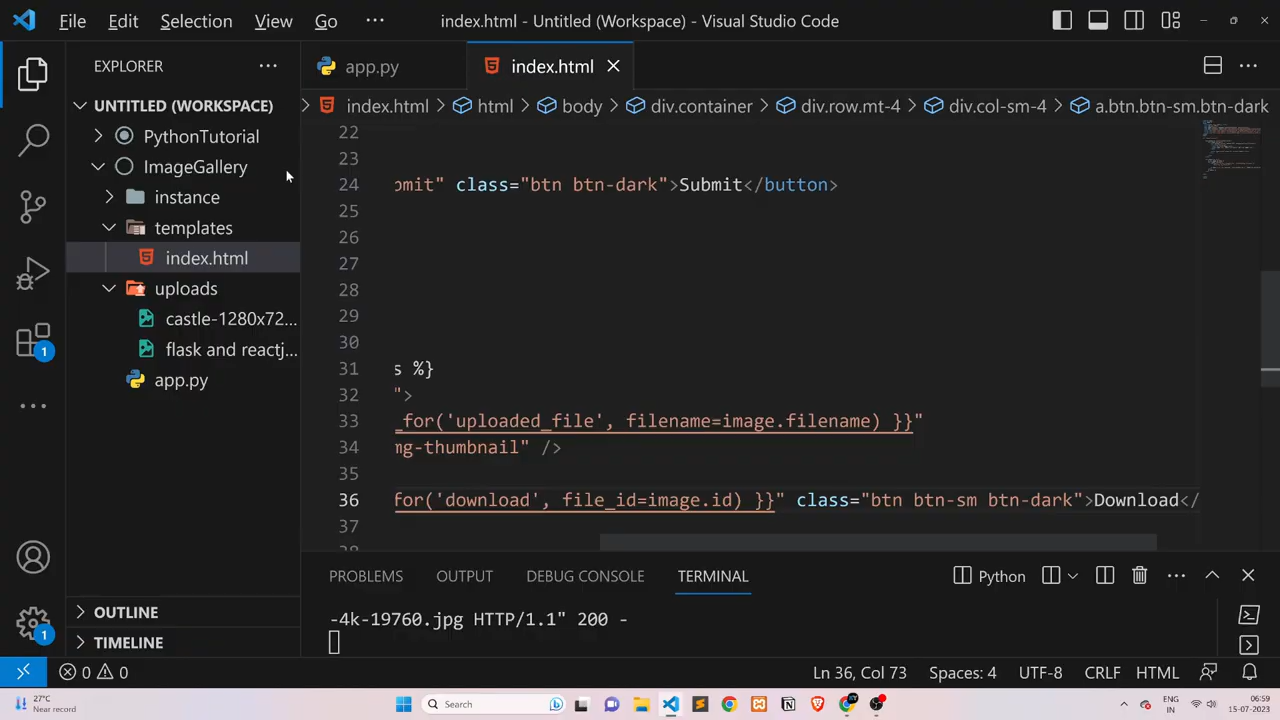 File Edit Selection View Go ··· index.html - Untitled (Workspace) - Visual Studio Code
EXPLORER ···
app.py
index.html
UNTITLED (WORKSPACE)
index.html > html > body > div.container > div.row.mt-4 > div.col-sm-4 > a.btn.btn-sm.btn-dark
PythonTutorial
ImageGallery
instance
templates
index.html
uploads
castle-1280x72...
flask and reactj...
app.py
OUTLINE
TIMELINE
22
23
24 omit" class="btn btn-dark">Submit</button>
25
26
27
28
29
30
31 s %}
32 ">
33 _for('uploaded_file', filename=image.filename) }}"
34 mg-thumbnail" />
35
36 for('download', file_id=image.id) }}" class="btn btn-sm btn-dark">Download</
37
38
PROBLEMS OUTPUT DEBUG CONSOLE TERMINAL Python
-4k-19760.jpg HTTP/1.1" 200 -
1
1
0 0 Ln 36, Col 73 Spaces: 4 UTF-8 CRLF HTML
27°C
Near record
Search
ENG
IN
06:59
15-07-2023